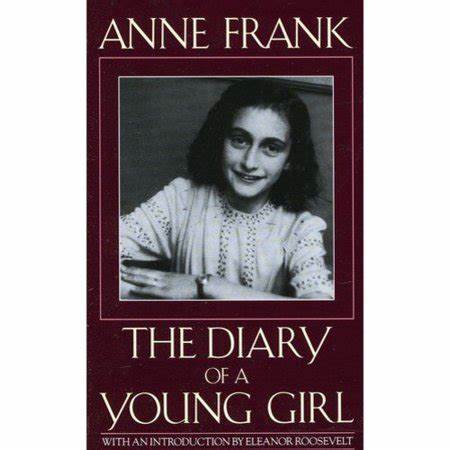 ANNE FRANK
THE DIARY
OF A
YOUNG GIRL
WITH AN INTRODUCTION BY ELEANOR ROOSEVELT